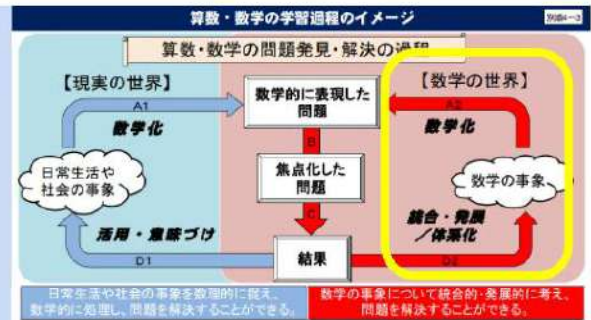 算数・数学の学習過程のイメージ
別添4-3
算数・数学の問題発見・解決の過程
【現実の世界】
【数学の世界】
数学的に表現した
問題
A1
A2
数学化
数学化
B
日常生活や
社会の事象
焦点化した
問題
数学の事象
C
活用・意味づけ
統合・発展
/体系化
結果
D1
D2
日常生活や社会の事象を数理的に捉え、
数学的に処理し、問題を解決することができる。
数学の事象について統合的・発展的に考え、
問題を解決することができる。